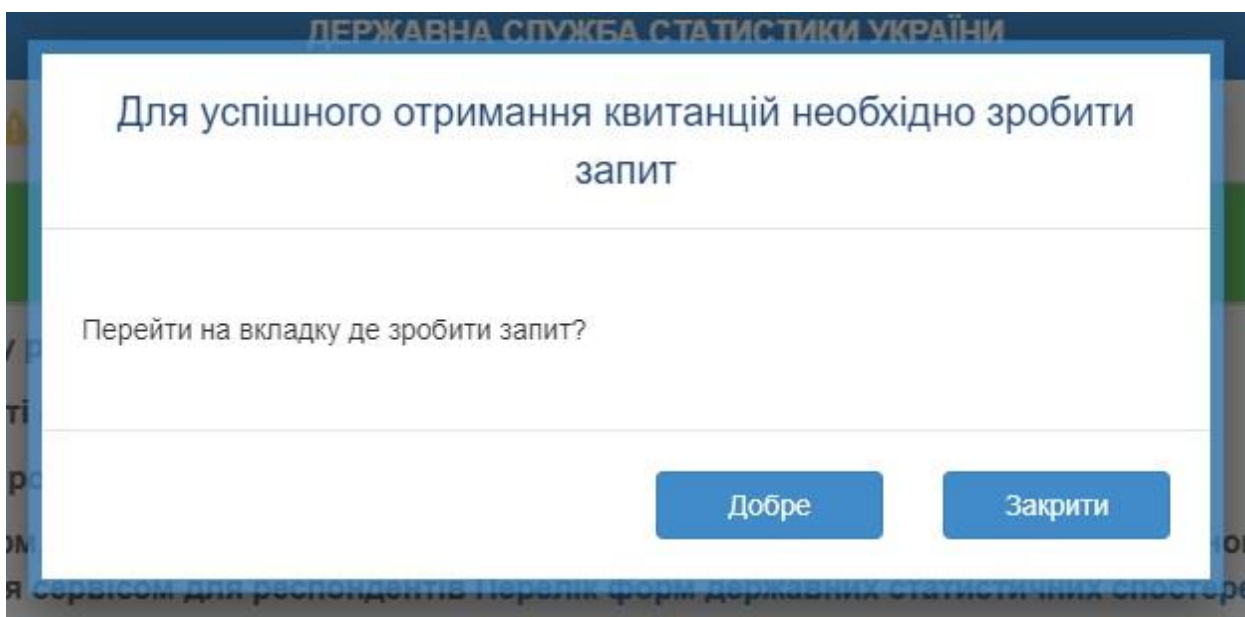 ДЕРЖАВНА СЛУЖБА СТАТИСТИКИ УКРАЇНИ
Для успішного отримання квитанцій необхідно зробити
запит
Перейти на вкладку де зробити запит?
Добре
Закрити
я сервісом для респондентів Перелік форм державних статистичних